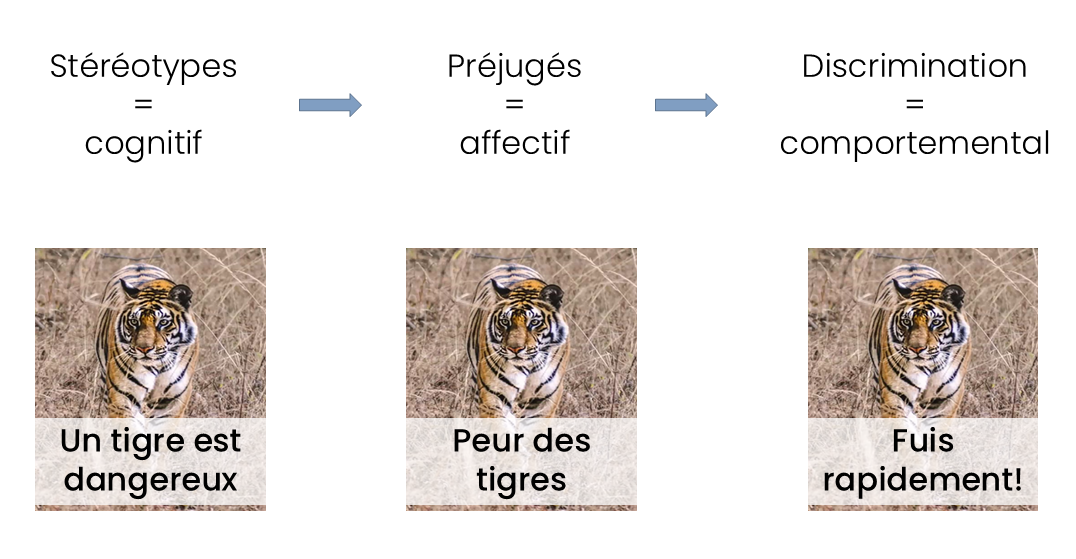 Stéréotypes
=
cognitif
Préjugés
=
affectif
Discrimination
=
comportemental
Un tigre est
dangereux
Peur des
tigres
Fuis
rapidement!